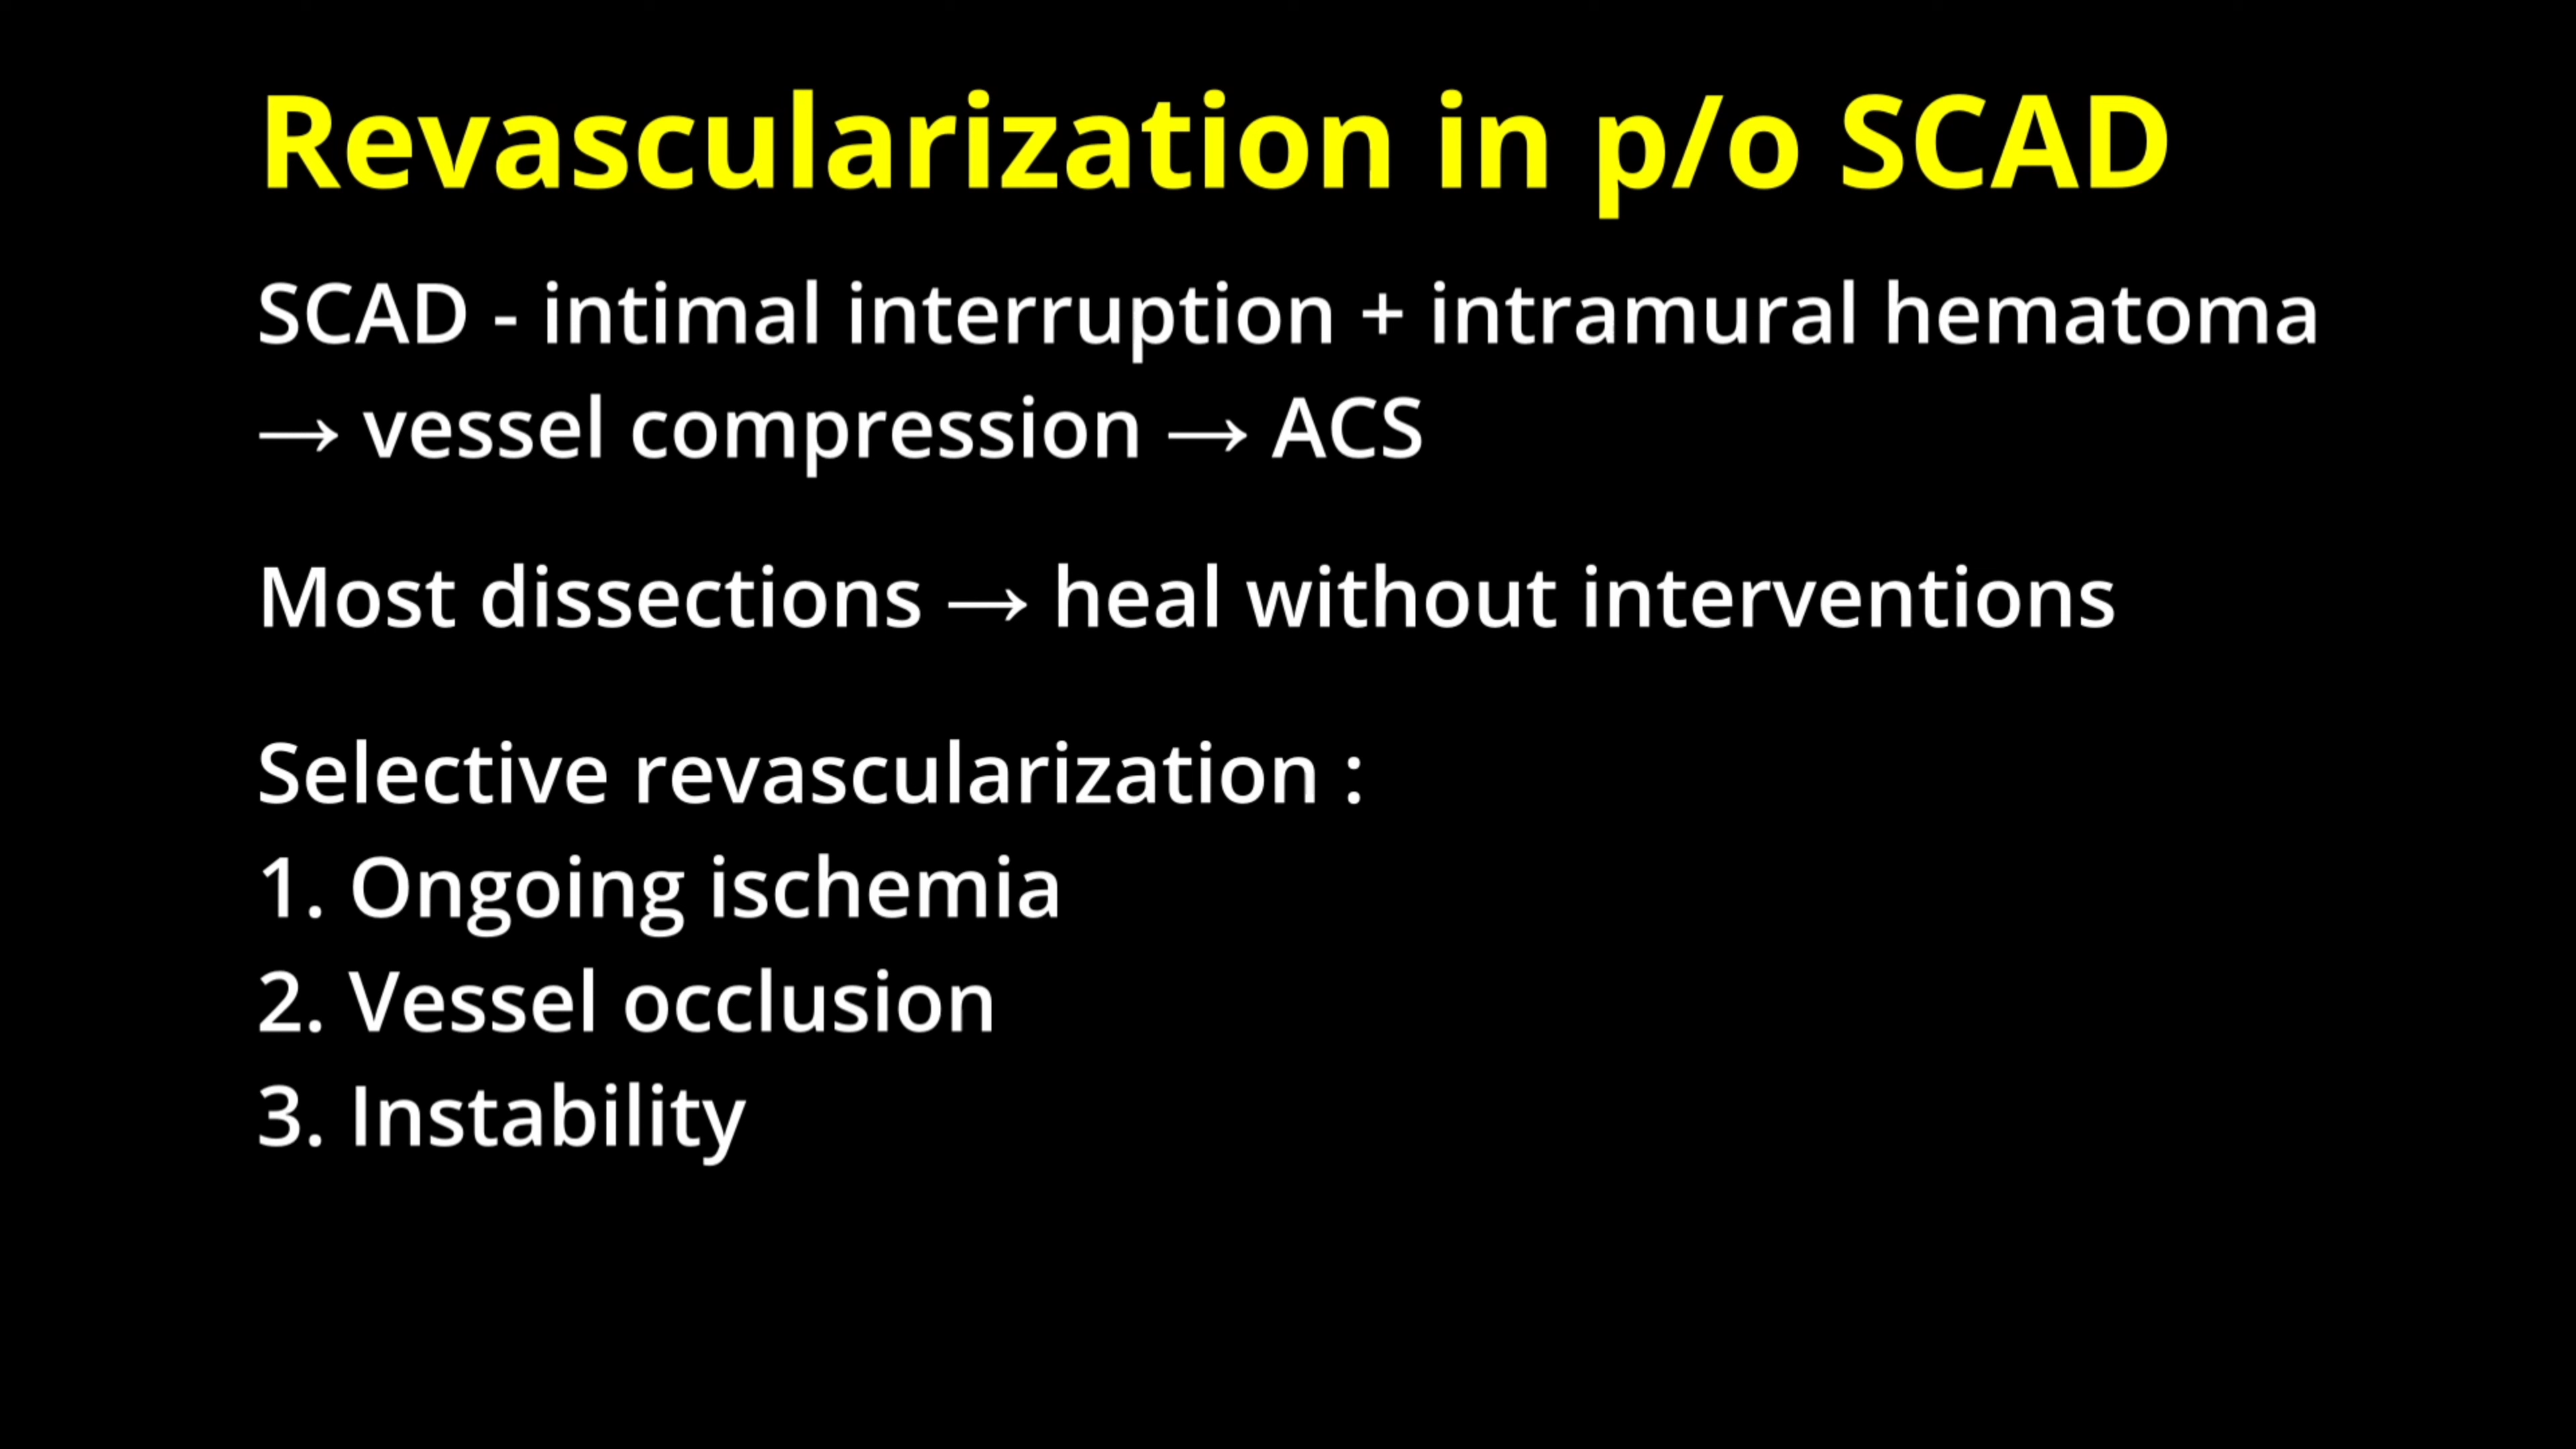 Revascularization in p/o SCAD
SCAD - intimal interruption + intramural hematoma
→ vessel compression → ACS
Most dissections → heal without interventions
Selective revascularization :
1. Ongoing ischemia
2. Vessel occlusion
3. Instability